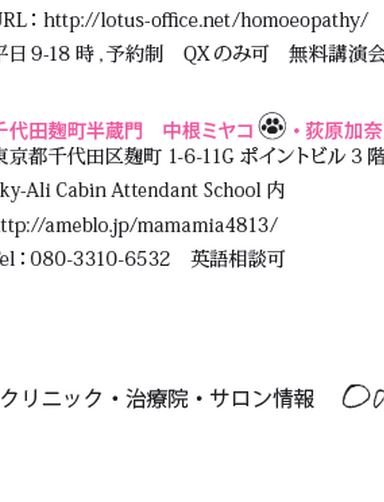 URL：http://lotus-office.net/homoeopathy/
平日9-18 時 , 予約制　QXのみ可　無料講演会
千代田麹町半蔵門　中根ミヤコ・荻原加奈
東京都千代田区麹町 1-6-11G ポイントビル 3 階
ky-Ali Cabin Attendant School 内
http://ameblo.jp/mamamia4813/
Tel：080-3310-6532　英語相談可
クリニック・治療院・サロン情報